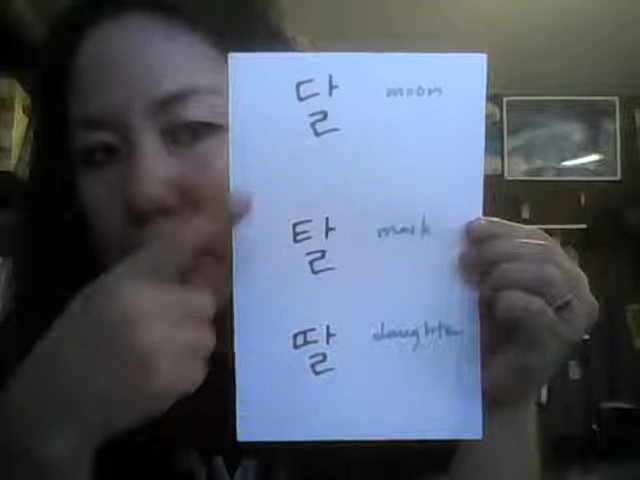 달 moon
탈 mask
딸 daughter